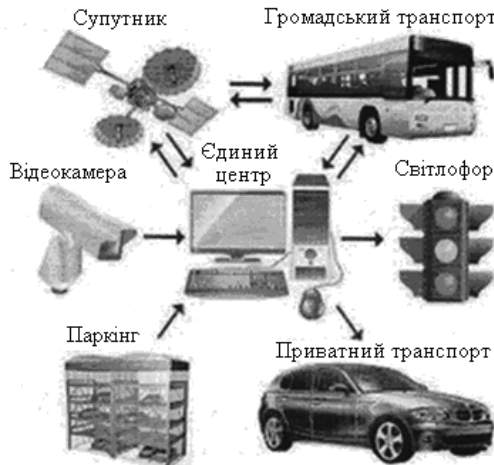 Супутник
Громадський транспорт
Єдиний
центр
Відеокамера
Світлофор
Паркінг
Приватний транспорт